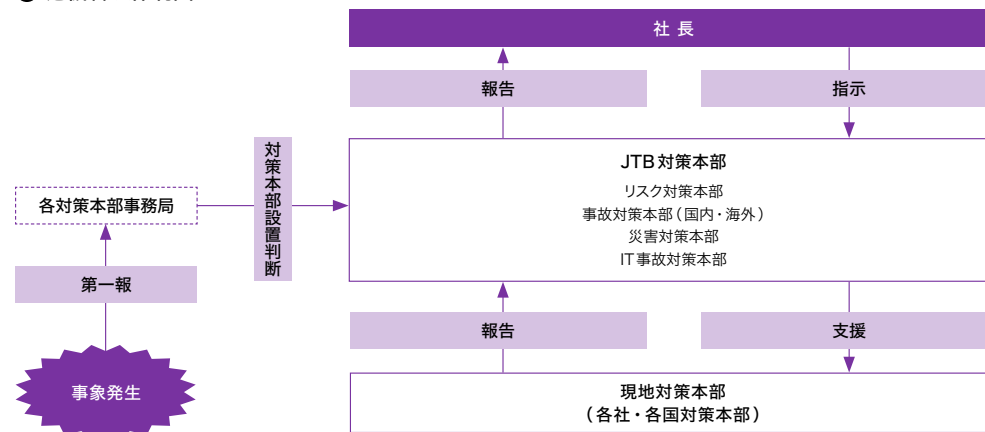 社 長
報告
指示
対策本部設置判断
JTB対策本部
リスク対策本部
事故対策本部（国内・海外）
災害対策本部
IT事故対策本部
各対策本部事務局
第一報
事象発生
報告
支援
現地対策本部
（各社・各国対策本部）